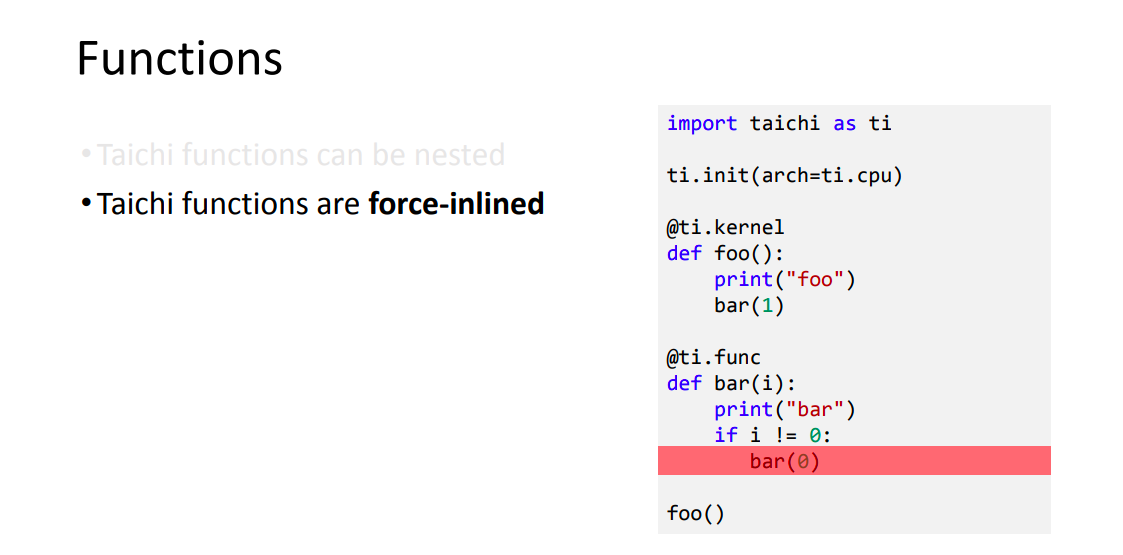 Functions
• Taichi functions can be nested
• Taichi functions are force-inlined
import taichi as ti
ti.init(arch=ti.cpu)
@ti.kernel
def foo():
    print("foo")
    bar(1)
@ti.func
def bar(i):
    print("bar")
    if i != 0:
       bar(0)
foo()